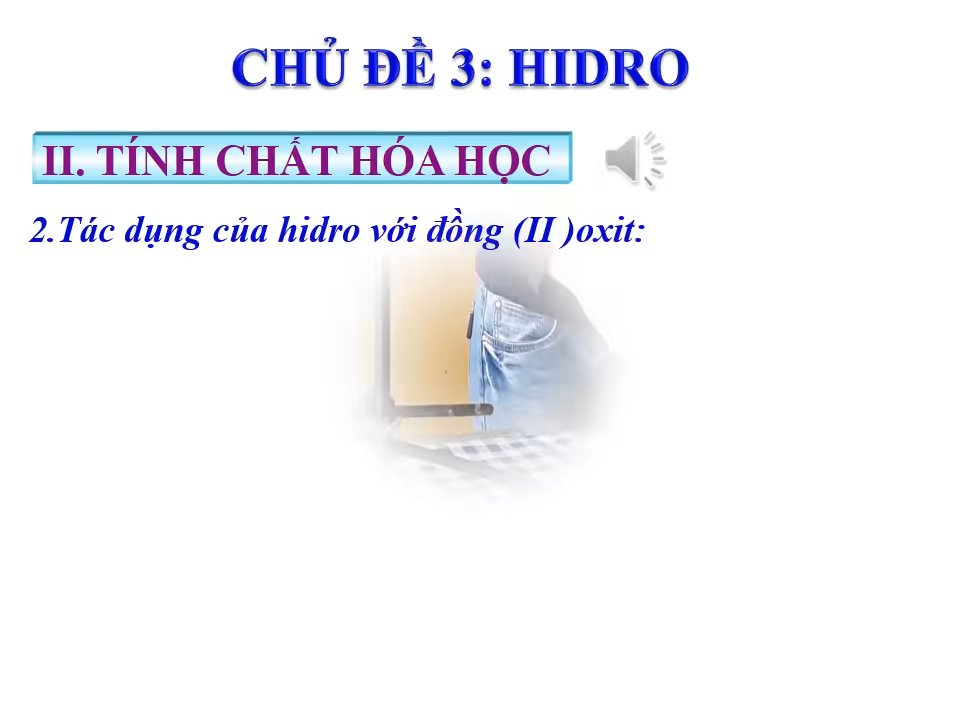 CHỦ ĐỀ 3: HIDRO
II. TÍNH CHẤT HÓA HỌC
2.Tác dụng của hidro với đồng (II )oxit: